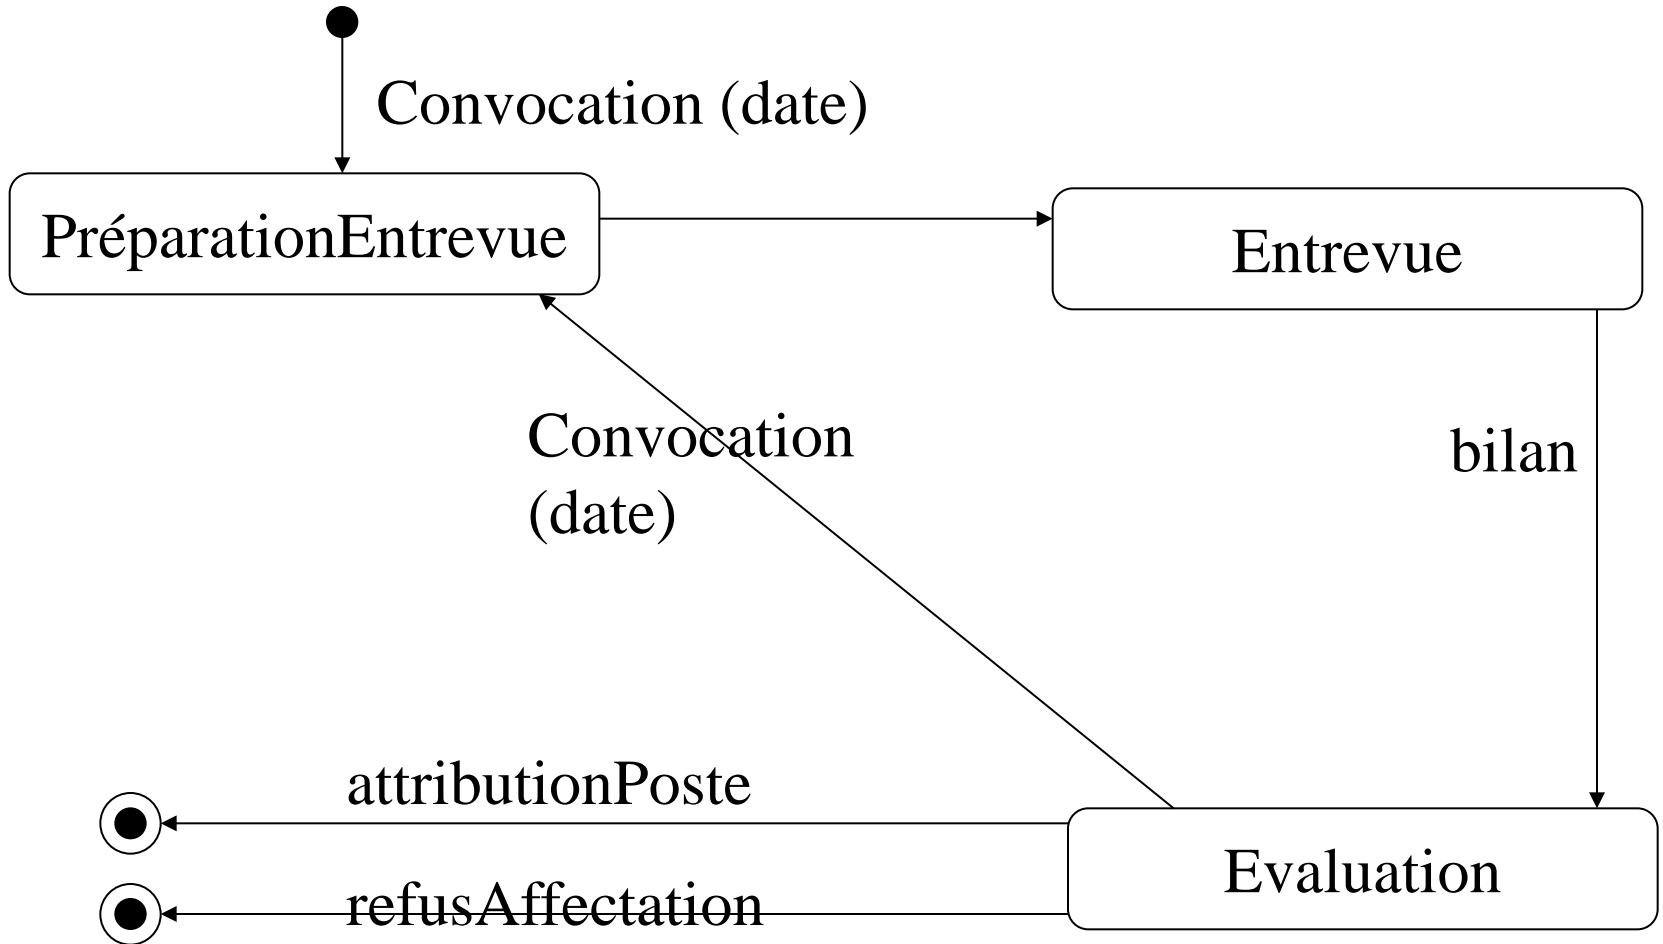 Convocation (date)
PréparationEntrevue
Entrevue
Convocation
(date)
bilan
attributionPoste
Evaluation
refusAffectation